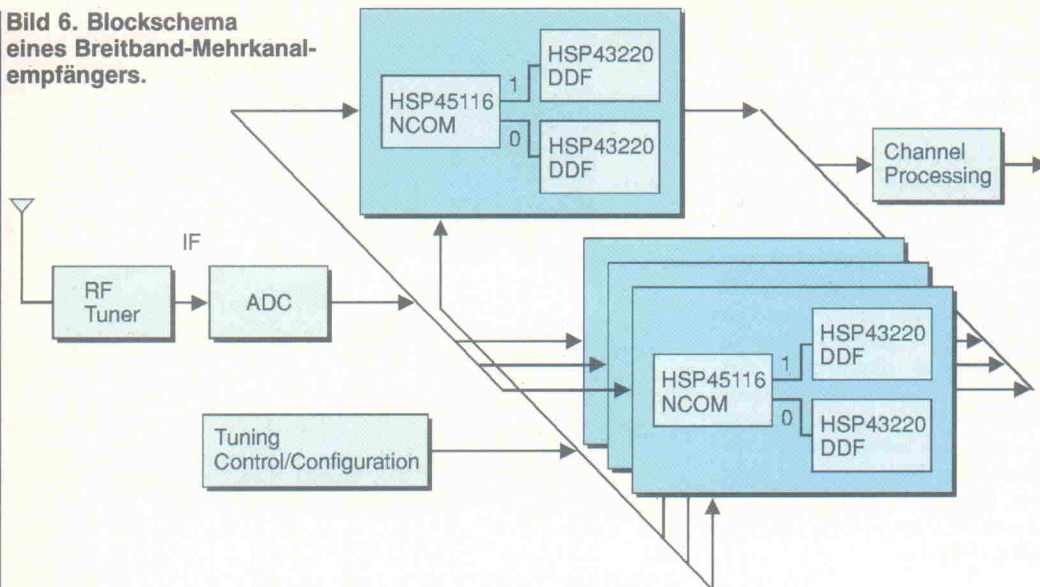 Bild 6. Blockschema
eines Breitband-Mehrkanal-
empfängers.
HSP45116
NCOM
1
0
HSP43220
DDF
HSP43220
DDF
Channel
Processing
IF
RF
Tuner
ADC
HSP45116
NCOM
1
0
HSP43220
DDF
HSP43220
DDF
Tuning
Control/Configuration